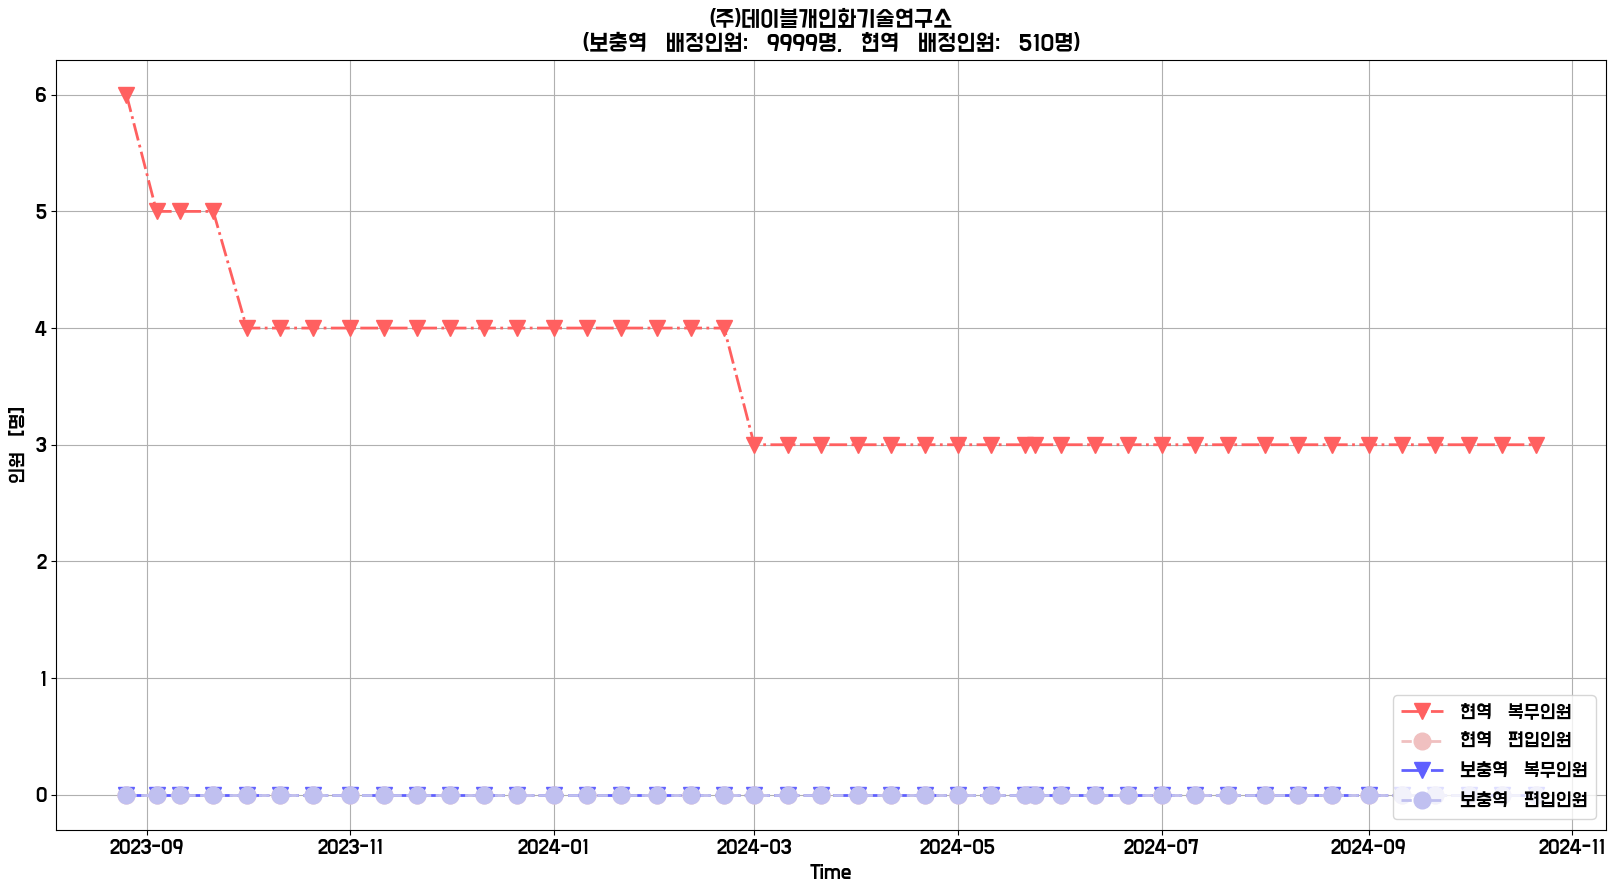 (주)데이블개인화기술연구소
(보충역 배정인원: 9999명, 현역 배정인원: 510명)
6
5
4
3
2
1
0
인원 [명]
현역 복무인원
현역 편입인원
보충역 복무인원
보충역 편입인원
2023-09 2023-11 2024-01 2024-03 2024-05 2024-07 2024-09 2024-11
Time